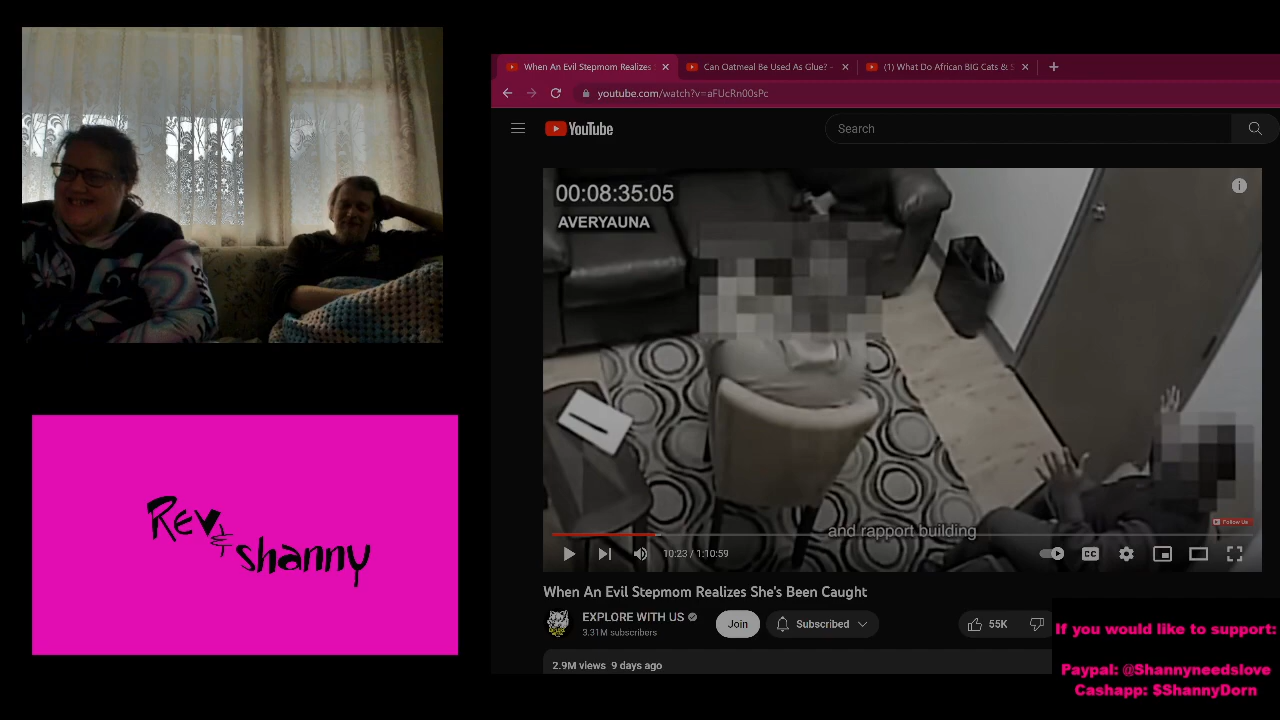 When An Evil Stepmom Realizes
Can Oatmeal Be Used As Glue? -
(1) What Do African BIG Cats &
youtube.com/watch?v=aFUcRn00sPc
YouTube
Search
00:08:35:05
AVERYAUNA
Follow Us
and rapport building
10:23 / 1:10:59
CC
When An Evil Stepmom Realizes She's Been Caught
EXPLORE WITH US
3.31M subscribers
Join
Subscribed
55K
2.9M views 9 days ago
Rev
&
shanny
If you would like to support:
Paypal: @Shannyneedslove
Cashapp: $ShannyDorn